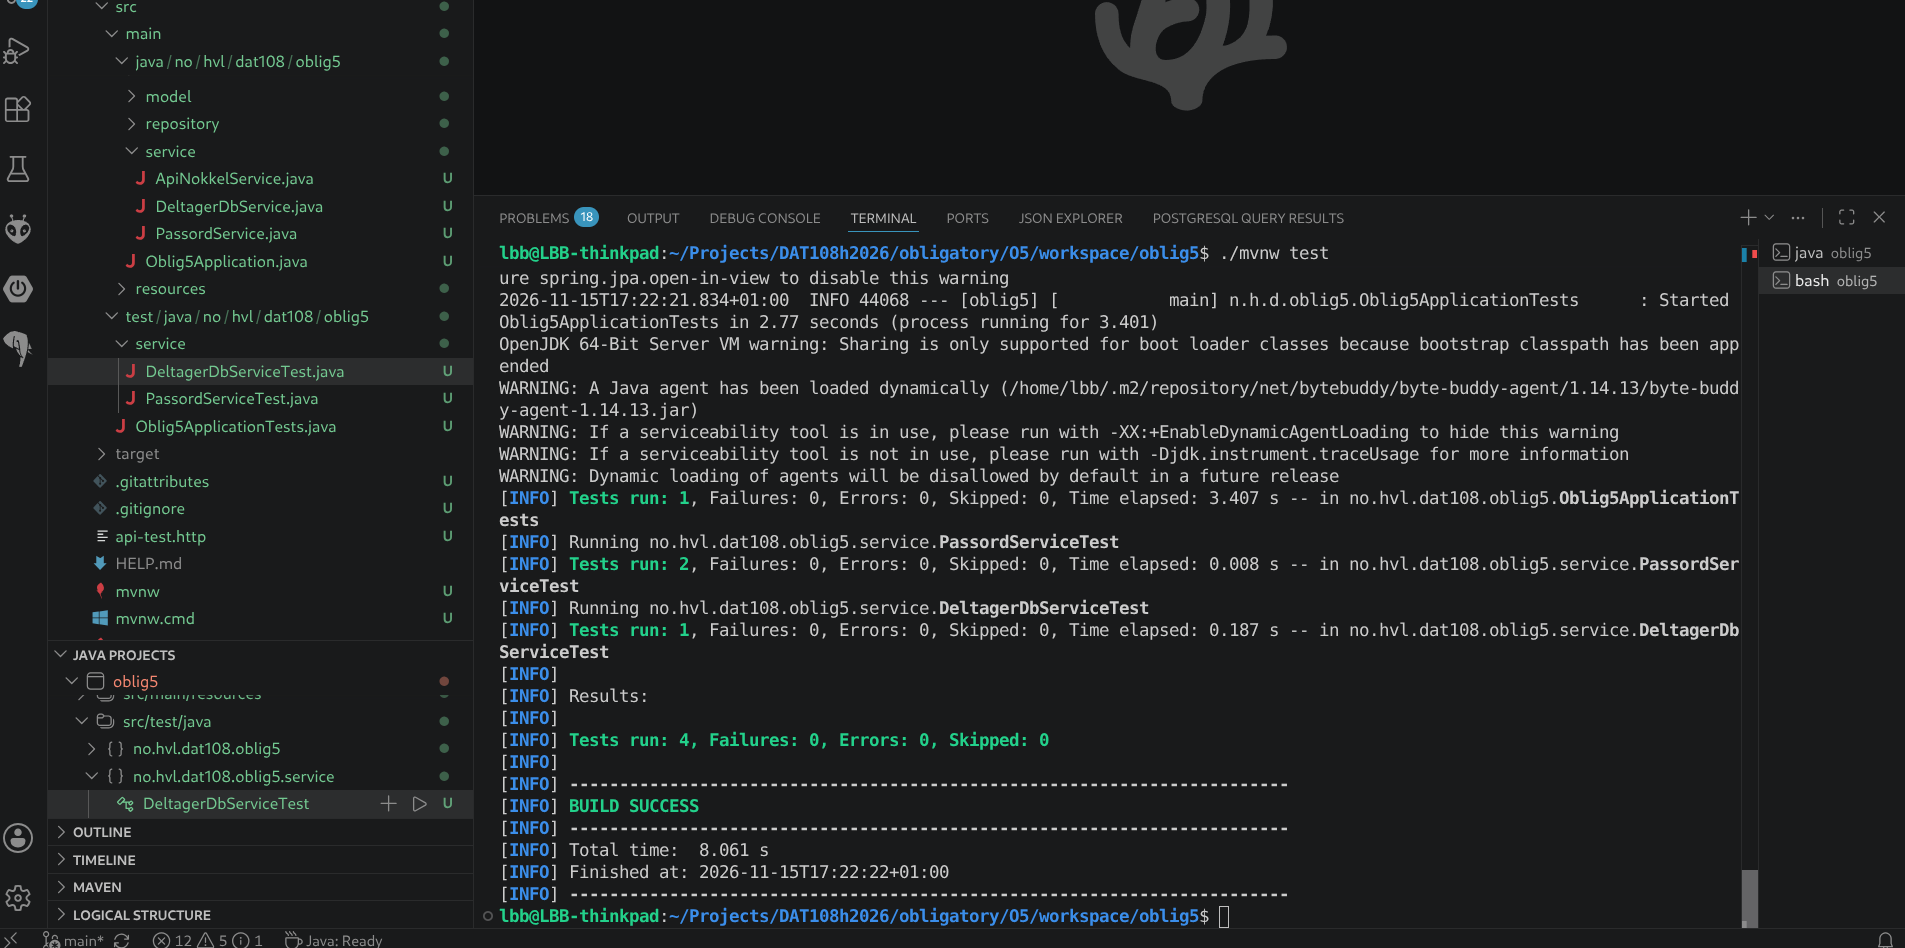 src
main
java/no/hvl/dat108/oblig5
model
repository
service
ApiNokkelService.java U
DeltagerDbService.java U
PassordService.java U
Oblig5Application.java U
resources
test/java/no/hvl/dat108/oblig5
service
DeltagerDbServiceTest.java U
PassordServiceTest.java U
Oblig5ApplicationTests.java U
target
.gitattributes U
.gitignore U
api-test.http U
HELP.md
mvnw U
mvnw.cmd U
JAVA PROJECTS
oblig5
src/main/resources
src/test/java
{} no.hvl.dat108.oblig5
{} no.hvl.dat108.oblig5.service
DeltagerDbServiceTest U
OUTLINE
TIMELINE
MAVEN
LOGICAL STRUCTURE
PROBLEMS 18 OUTPUT DEBUG CONSOLE TERMINAL PORTS JSON EXPLORER POSTGRESQL QUERY RESULTS
lbb@LBB-thinkpad:~/Projects/DAT108h2026/obligatory/O5/workspace/oblig5$ ./mvnw test
ure spring.jpa.open-in-view to disable this warning
2026-11-15T17:22:21.834+01:00  INFO 44068 --- [oblig5] [           main] n.h.d.oblig5.Oblig5ApplicationTests      : Started
Oblig5ApplicationTests in 2.77 seconds (process running for 3.401)
OpenJDK 64-Bit Server VM warning: Sharing is only supported for boot loader classes because bootstrap classpath has been app
ended
WARNING: A Java agent has been loaded dynamically (/home/lbb/.m2/repository/net/bytebuddy/byte-buddy-agent/1.14.13/byte-budd
y-agent-1.14.13.jar)
WARNING: If a serviceability tool is in use, please run with -XX:+EnableDynamicAgentLoading to hide this warning
WARNING: If a serviceability tool is not in use, please run with -Djdk.instrument.traceUsage for more information
WARNING: Dynamic loading of agents will be disallowed by default in a future release
[INFO] Tests run: 1, Failures: 0, Errors: 0, Skipped: 0, Time elapsed: 3.407 s -- in no.hvl.dat108.oblig5.Oblig5ApplicationT
ests
[INFO] Running no.hvl.dat108.oblig5.service.PassordServiceTest
[INFO] Tests run: 2, Failures: 0, Errors: 0, Skipped: 0, Time elapsed: 0.008 s -- in no.hvl.dat108.oblig5.service.PassordSer
viceTest
[INFO] Running no.hvl.dat108.oblig5.service.DeltagerDbServiceTest
[INFO] Tests run: 1, Failures: 0, Errors: 0, Skipped: 0, Time elapsed: 0.187 s -- in no.hvl.dat108.oblig5.service.DeltagerDb
ServiceTest
[INFO]
[INFO] Results:
[INFO]
[INFO] Tests run: 4, Failures: 0, Errors: 0, Skipped: 0
[INFO]
[INFO] ------------------------------------------------------------------------
[INFO] BUILD SUCCESS
[INFO] ------------------------------------------------------------------------
[INFO] Total time:  8.061 s
[INFO] Finished at: 2026-11-15T17:22:22+01:00
[INFO] ------------------------------------------------------------------------
lbb@LBB-thinkpad:~/Projects/DAT108h2026/obligatory/O5/workspace/oblig5$
java oblig5
bash oblig5
main* 12 5 1 Java: Ready